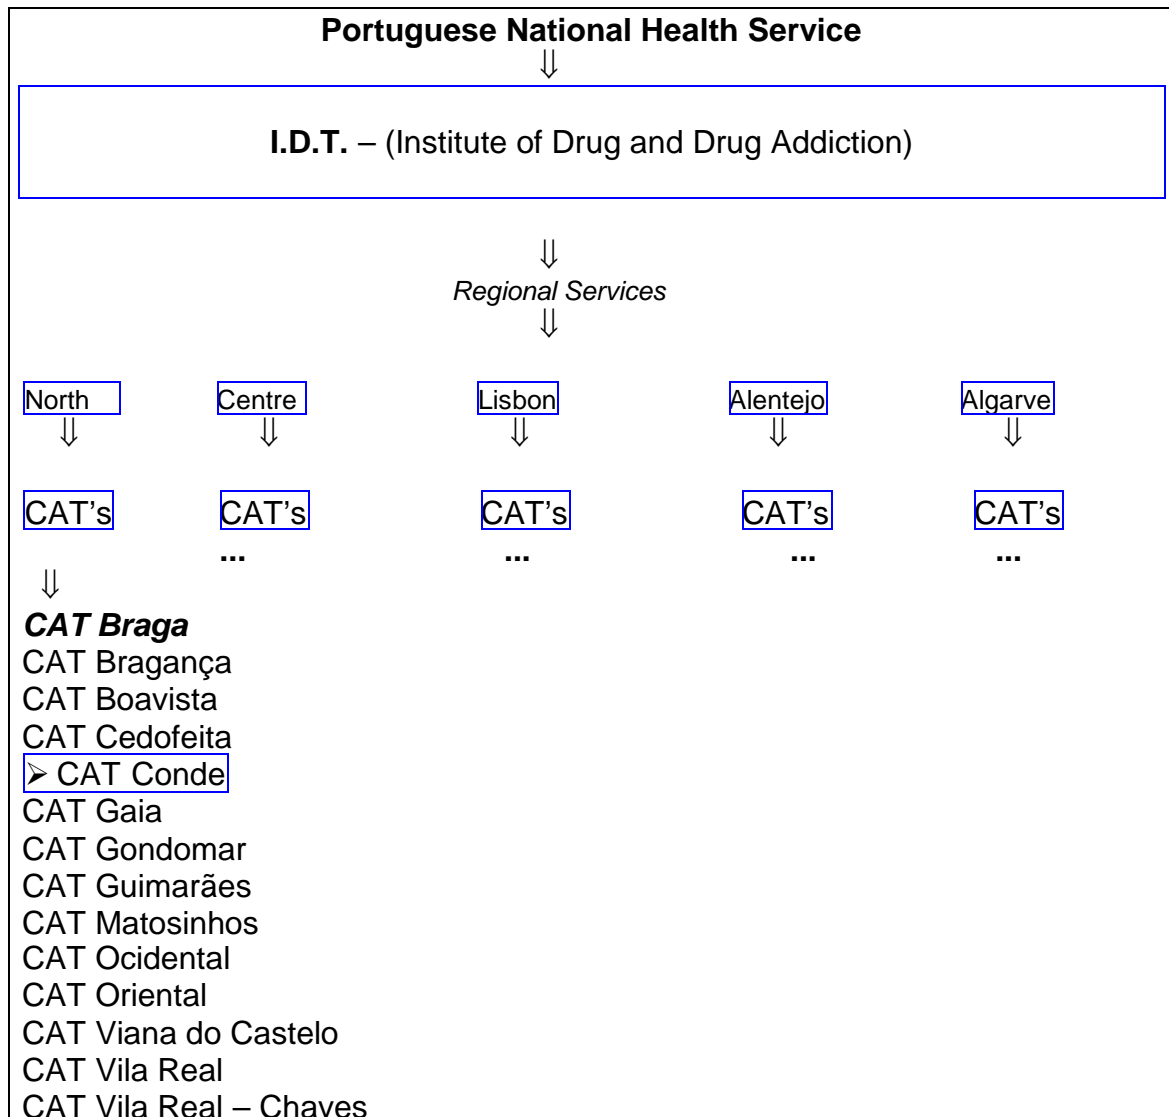 Portuguese National Health Service
⇓
I.D.T. – (Institute of Drug and Drug Addiction)
⇓
Regional Services
⇓
North Centre Lisbon Alentejo Algarve
⇓ ⇓ ⇓ ⇓ ⇓
CAT’s CAT’s CAT’s CAT’s CAT’s
... ... ... ...
⇓
CAT Braga
CAT Bragança
CAT Boavista
CAT Cedofeita
➢ CAT Conde
CAT Gaia
CAT Gondomar
CAT Guimarães
CAT Matosinhos
CAT Ocidental
CAT Oriental
CAT Viana do Castelo
CAT Vila Real
CAT Vila Real – Chaves